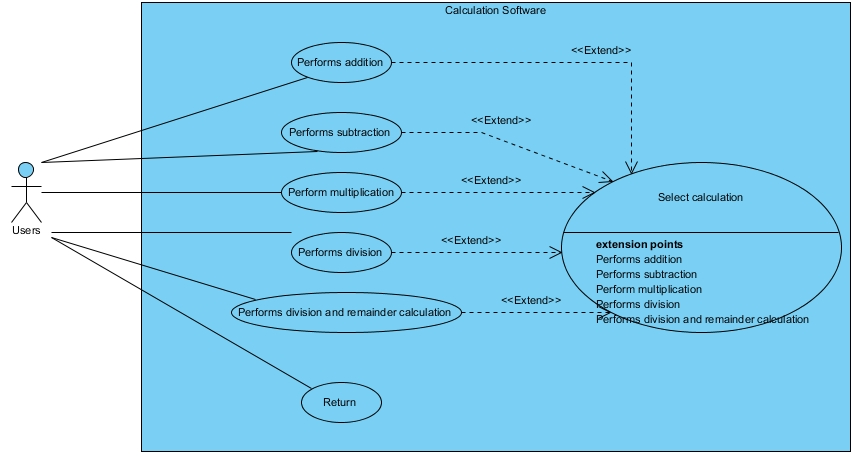 Calculation Software
<<Extend>>
Performs addition
<<Extend>>
Performs subtraction
<<Extend>>
Perform multiplication
Select calculation
Users
<<Extend>>
Performs division
extension points
Performs addition
Performs subtraction
Perform multiplication
Performs division
Performs division and remainder calculation
<<Extend>>
Performs division and remainder calculation
Return